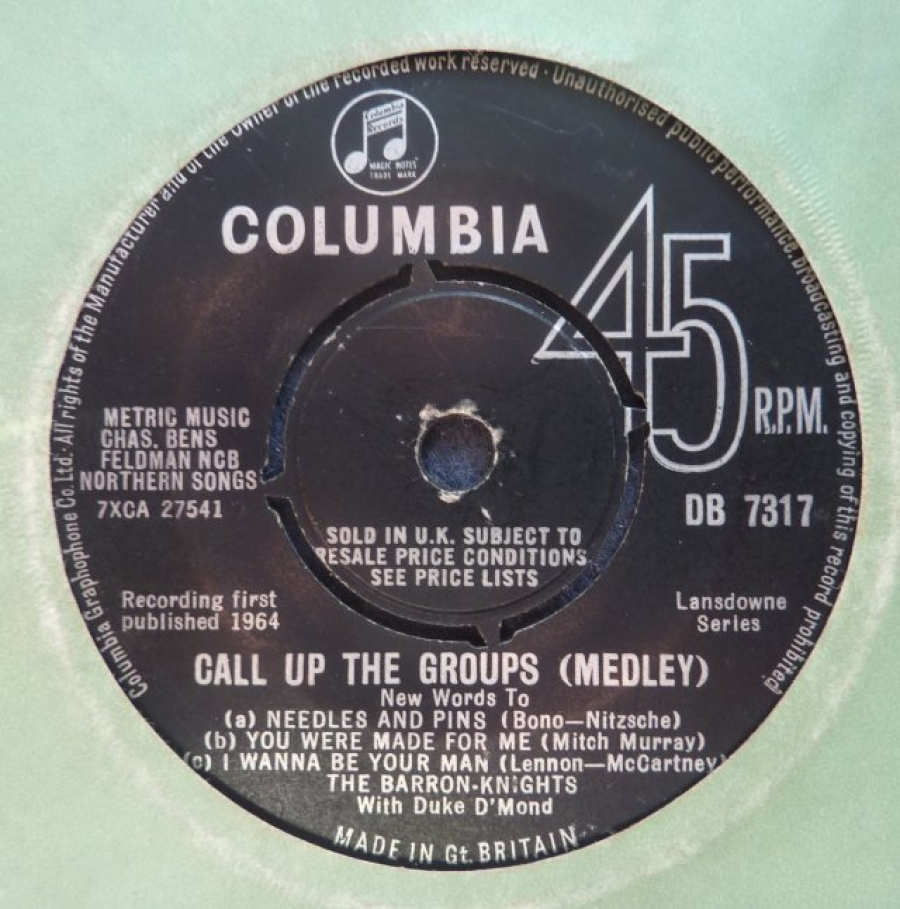 Columbia Graphophone Co. Ltd. · All rights of the Manufacturer and of the Owner of the recorded work reserved · Unauthorised public performance, broadcasting and copying of this record prohibited
Columbia
Records
MAGIC NOTES
TRADE MARK
COLUMBIA
45
R.P.M.
METRIC MUSIC
CHAS. BENS
FELDMAN NCB
NORTHERN SONGS
7XCA 27541
DB 7317
SOLD IN U.K. SUBJECT TO
RESALE PRICE CONDITIONS
SEE PRICE LISTS
Recording first
published 1964
Lansdowne
Series
CALL UP THE GROUPS (MEDLEY)
New Words To
(a) NEEDLES AND PINS (Bono—Nitzsche)
(b) YOU WERE MADE FOR ME (Mitch Murray)
(c) I WANNA BE YOUR MAN (Lennon—McCartney)
THE BARRON-KNIGHTS
With Duke D'Mond
MADE IN Gt. BRITAIN